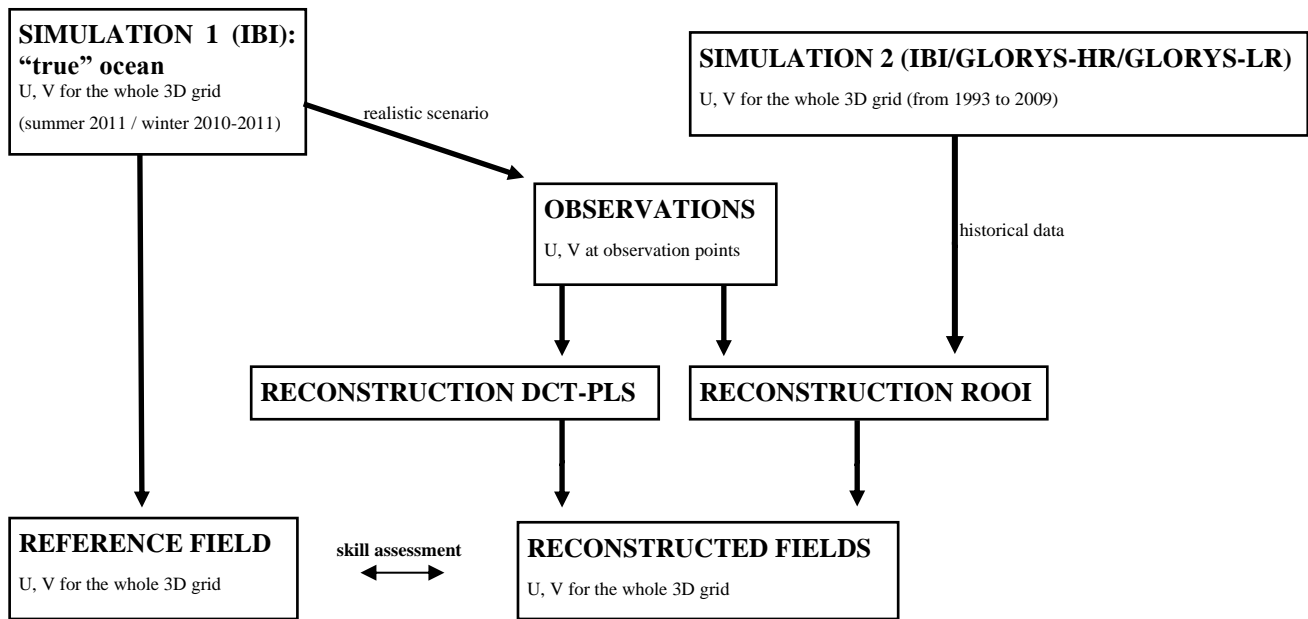 SIMULATION 1 (IBI):
“true” ocean
U, V for the whole 3D grid
(summer 2011 / winter 2010-2011)
SIMULATION 2 (IBI/GLORYS-HR/GLORYS-LR)
U, V for the whole 3D grid (from 1993 to 2009)
realistic scenario
OBSERVATIONS
U, V at observation points
historical data
RECONSTRUCTION DCT-PLS
RECONSTRUCTION ROOI
REFERENCE FIELD
U, V for the whole 3D grid
skill assessment
RECONSTRUCTED FIELDS
U, V for the whole 3D grid